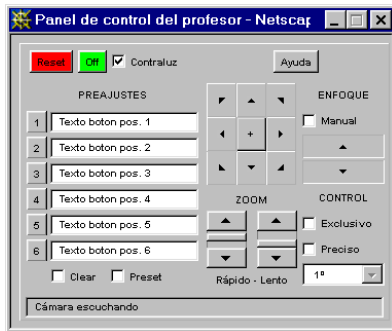 Panel de control del profesor - Netscap
Reset Off Contraluz Ayuda
PREAJUSTES ENFOQUE
1 Texto boton pos. 1 Manual
2 Texto boton pos. 2
3 Texto boton pos. 3
4 Texto boton pos. 4 ZOOM CONTROL
5 Texto boton pos. 5 Exclusivo
6 Texto boton pos. 6 Preciso
Clear Preset Rápido - Lento 1º
Cámara escuchando